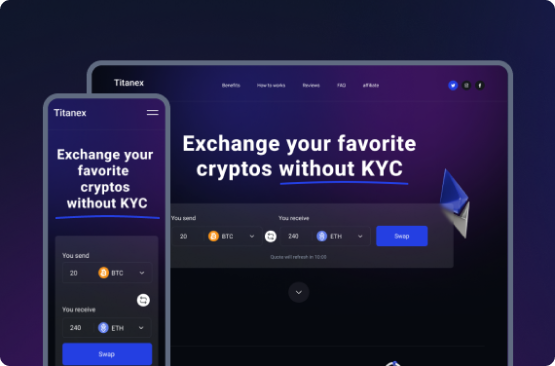 Titanex
Benefits How to works Reviews FAQ affiliate
Exchange your favorite
cryptos without KYC
You send You receive
20 BTC 240 ETH Swap
Quote will refresh in 10:00
Titanex
Exchange your
favorite
cryptos
without KYC
You send
20 BTC
You receive
240 ETH
Swap